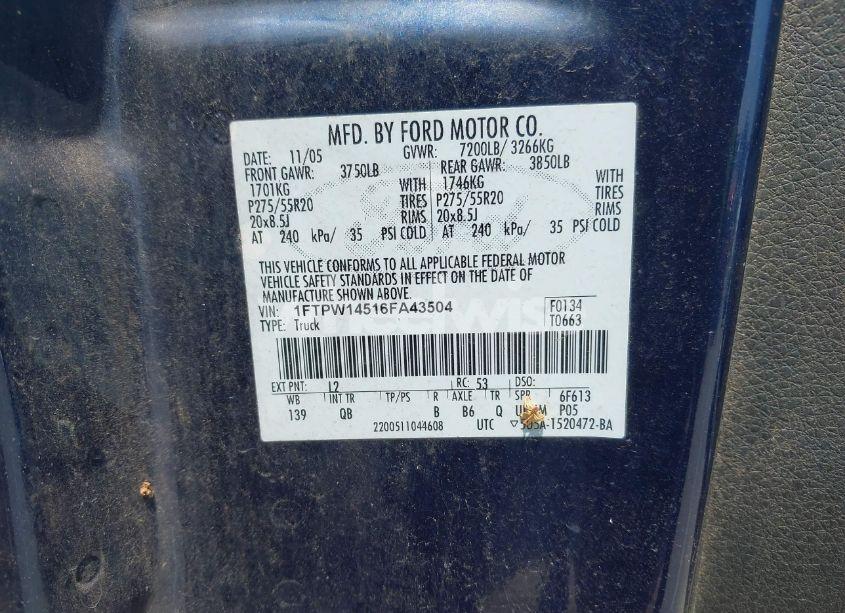 MFD. BY FORD MOTOR CO.
DATE: 11/05 GVWR: 7200LB/ 3266KG
FRONT GAWR: 3750LB REAR GAWR: 3850LB
1701KG WITH 1746KG WITH
P275/55R20 TIRES P275/55R20 TIRES
20x8.5J RIMS 20x8.5J RIMS
AT 240 kPa/ 35 PSI COLD AT 240 kPa/ 35 PSI COLD
THIS VEHICLE CONFORMS TO ALL APPLICABLE FEDERAL MOTOR
VEHICLE SAFETY STANDARDS IN EFFECT ON THE DATE OF
MANUFACTURE SHOWN ABOVE.
VIN: 1FTPW14516FA43504 F0134
TYPE: Truck T0663
EXT PNT: L2 RC: 53 DSO:
WB INT TR TP/PS R AXLE TR SPR 6F613
139 QB B B6 Q P05
2200511044608 UTC ▽5U5A-1520472-BA